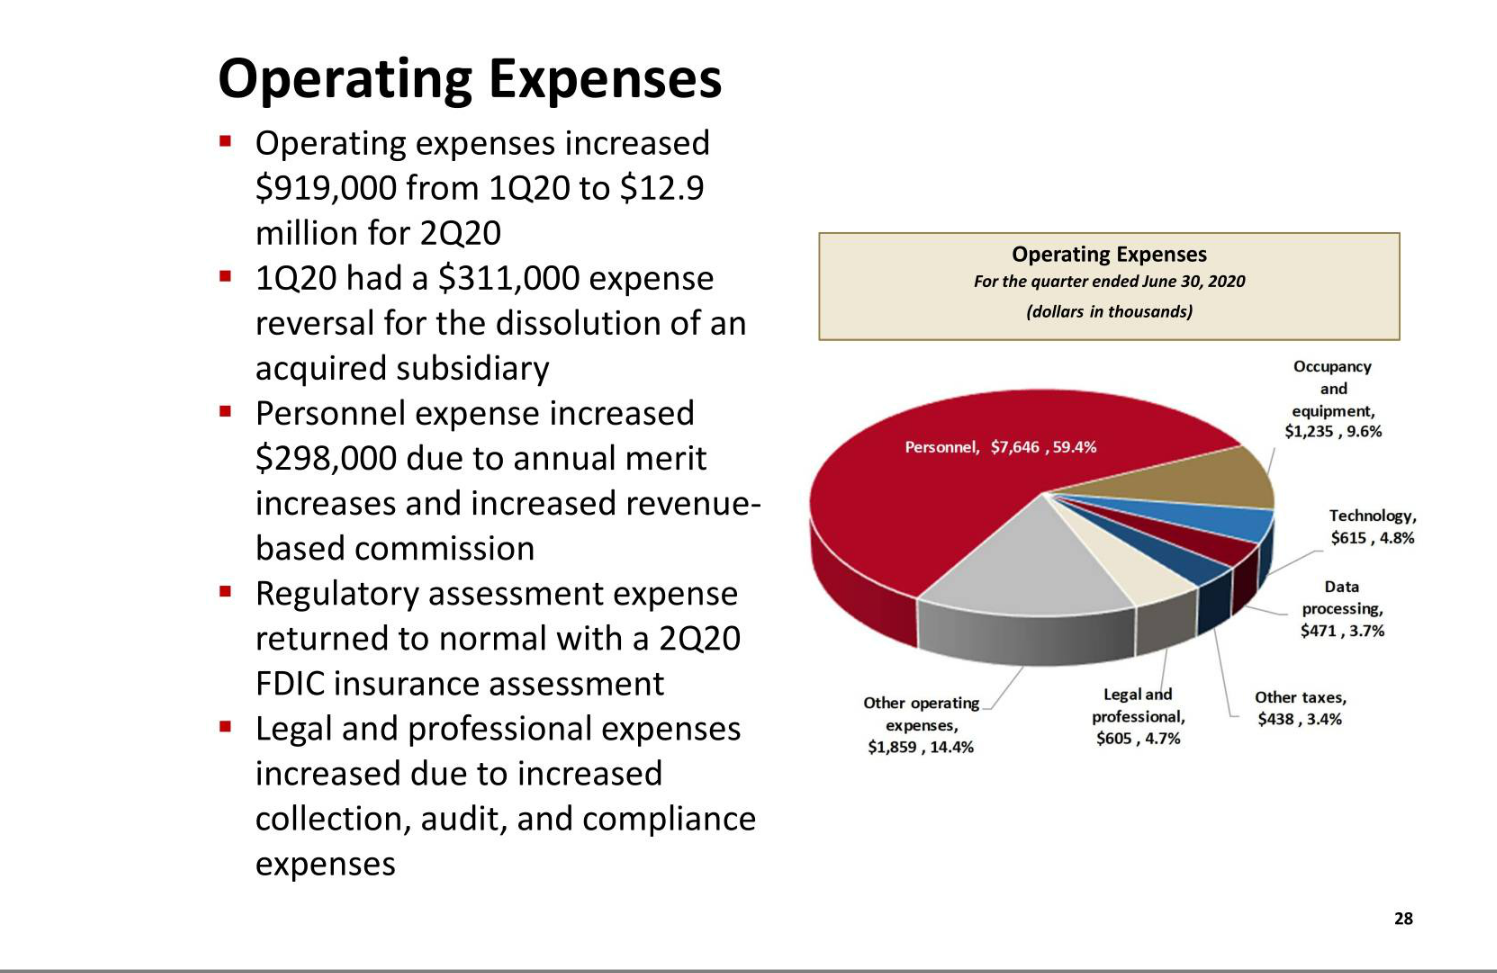 Operating Expenses
▪ Operating expenses increased
$919,000 from 1Q20 to $12.9
million for 2Q20
▪ 1Q20 had a $311,000 expense
reversal for the dissolution of an
acquired subsidiary
▪ Personnel expense increased
$298,000 due to annual merit
increases and increased revenue-
based commission
▪ Regulatory assessment expense
returned to normal with a 2Q20
FDIC insurance assessment
▪ Legal and professional expenses
increased due to increased
collection, audit, and compliance
expenses
Operating Expenses
For the quarter ended June 30, 2020
(dollars in thousands)
Occupancy
and
equipment,
$1,235 , 9.6%
Personnel, $7,646 , 59.4%
Technology,
$615 , 4.8%
Data
processing,
$471 , 3.7%
Other taxes,
$438 , 3.4%
Legal and
professional,
$605 , 4.7%
Other operating
expenses,
$1,859 , 14.4%
28